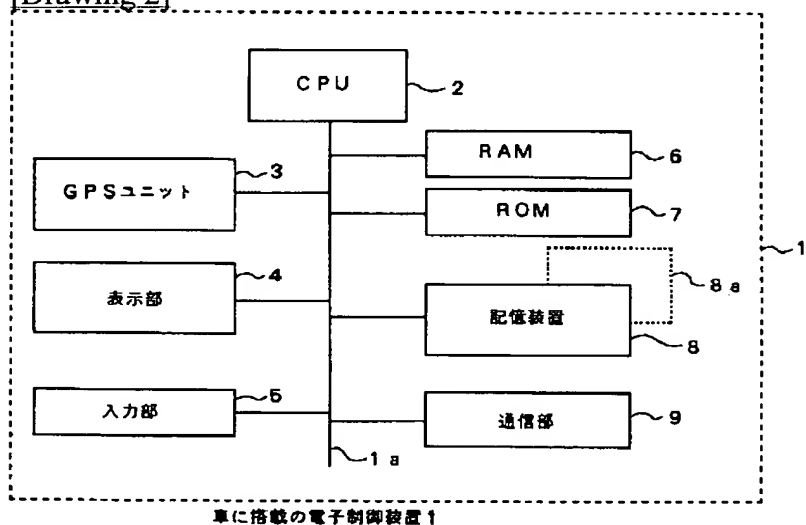 [Drawing 2]
CPU
2
RAM
6
3
GPSユニット
ROM
7
1
4
8a
表示部
記憶装置
8
5
入力部
通信部
9
1a
車に搭載の電子制御装置1